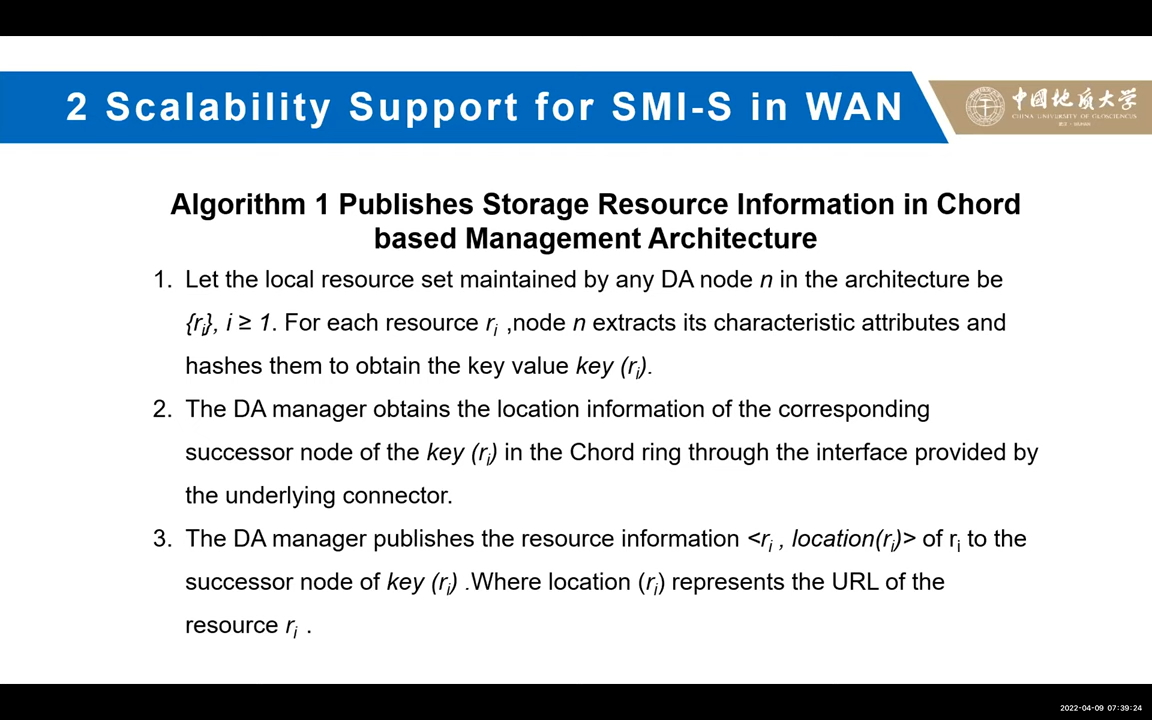 2 Scalability Support for SMI-S in WAN
中国地质大学
CHINA UNIVERSITY OF GEOSCIENCES
Algorithm 1 Publishes Storage Resource Information in Chord
based Management Architecture
1. Let the local resource set maintained by any DA node n in the architecture be
{ri}, i ≥ 1. For each resource ri ,node n extracts its characteristic attributes and
hashes them to obtain the key value key (ri).
2. The DA manager obtains the location information of the corresponding
successor node of the key (ri) in the Chord ring through the interface provided by
the underlying connector.
3. The DA manager publishes the resource information <ri , location(ri)> of ri to the
successor node of key (ri) .Where location (ri) represents the URL of the
resource ri .
2022-04-09 07:39:24